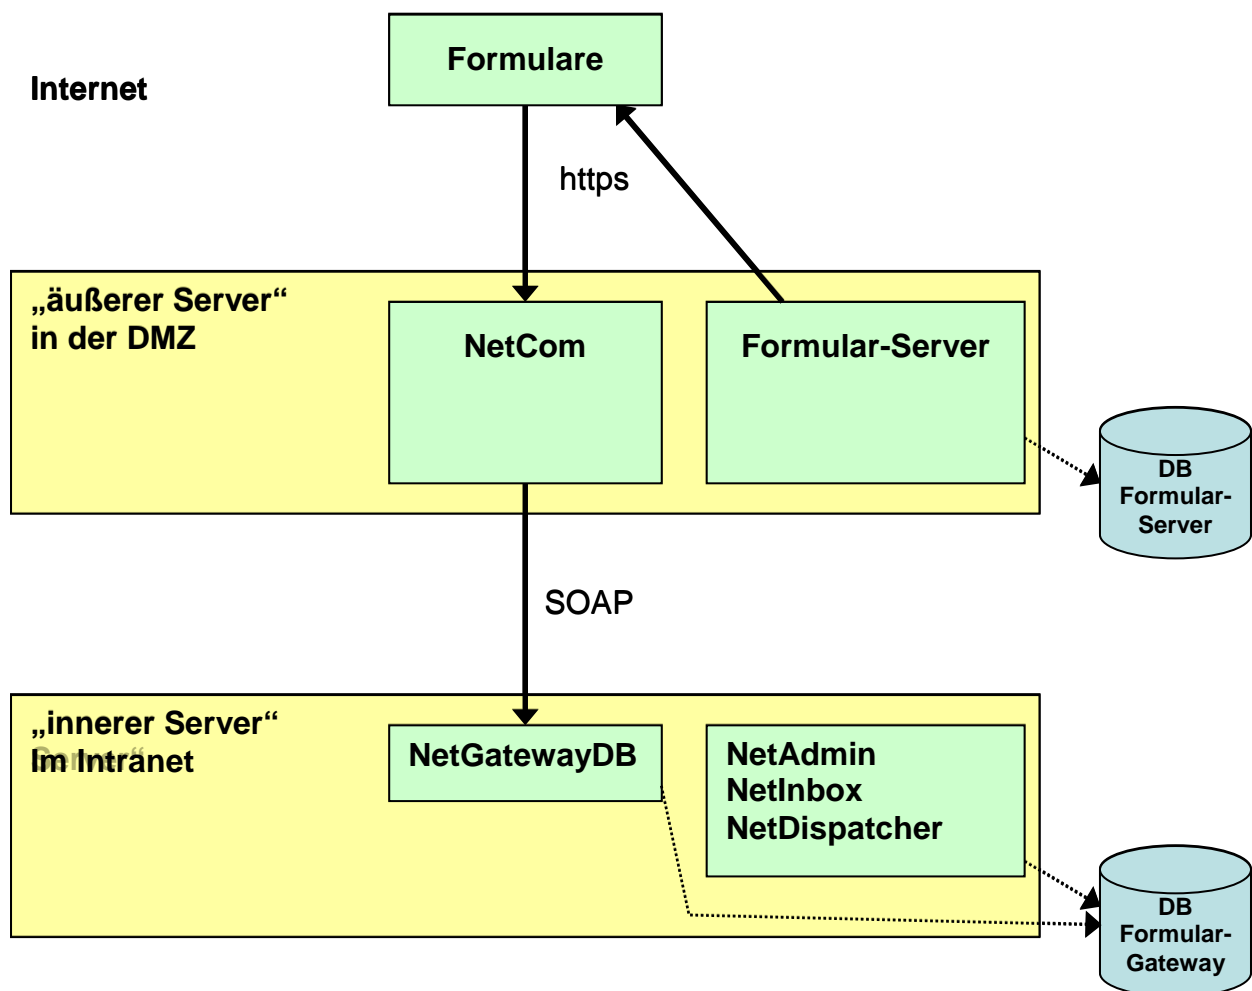 Formulare
Internet
https
„äußerer Server“
in der DMZ
NetCom
Formular-Server
DB
Formular-
Server
SOAP
„innerer Server“
Im Intranet
Server“
NetGatewayDB
NetAdmin
NetInbox
NetDispatcher
DB
Formular-
Gateway